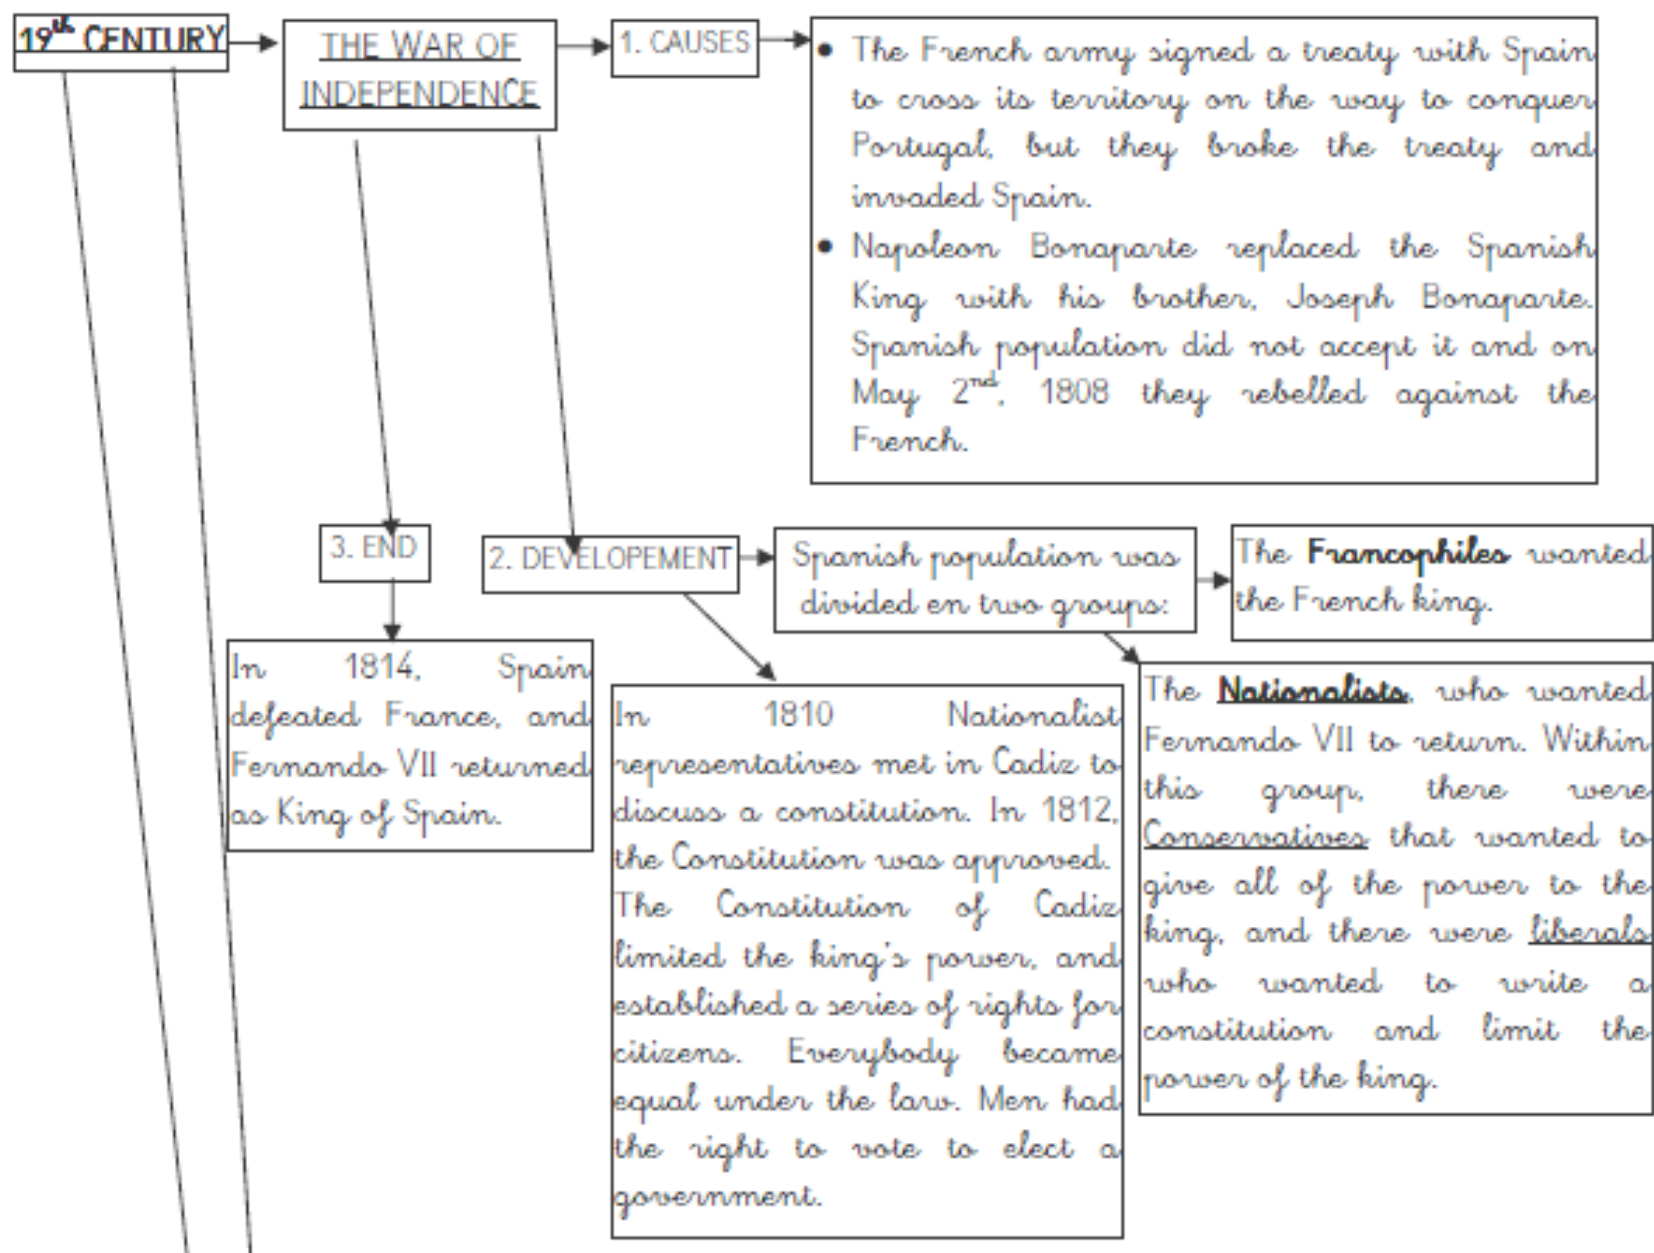 19th CENTURY
THE WAR OF
INDEPENDENCE
1. CAUSES
• The French army signed a treaty with Spain
to cross its territory on the way to conquer
Portugal, but they broke the treaty and
invaded Spain.
• Napoleon Bonaparte replaced the Spanish
King with his brother, Joseph Bonaparte.
Spanish population did not accept it and on
May 2nd, 1808 they rebelled against the
French.
3. END
In 1814, Spain
defeated France, and
Fernando VII returned
as King of Spain.
2. DEVELOPEMENT
Spanish population was
divided en two groups:
The Francophiles wanted
the French king.
The Nationalists, who wanted
Fernando VII to return. Within
this group, there were
Conservatives that wanted to
give all of the power to the
king, and there were liberals
who wanted to write a
constitution and limit the
power of the king.
In 1810 Nationalist
representatives met in Cadiz to
discuss a constitution. In 1812,
the Constitution was approved.
The Constitution of Cadiz
limited the king's power, and
established a series of rights for
citizens. Everybody became
equal under the law. Men had
the right to vote to elect a
government.